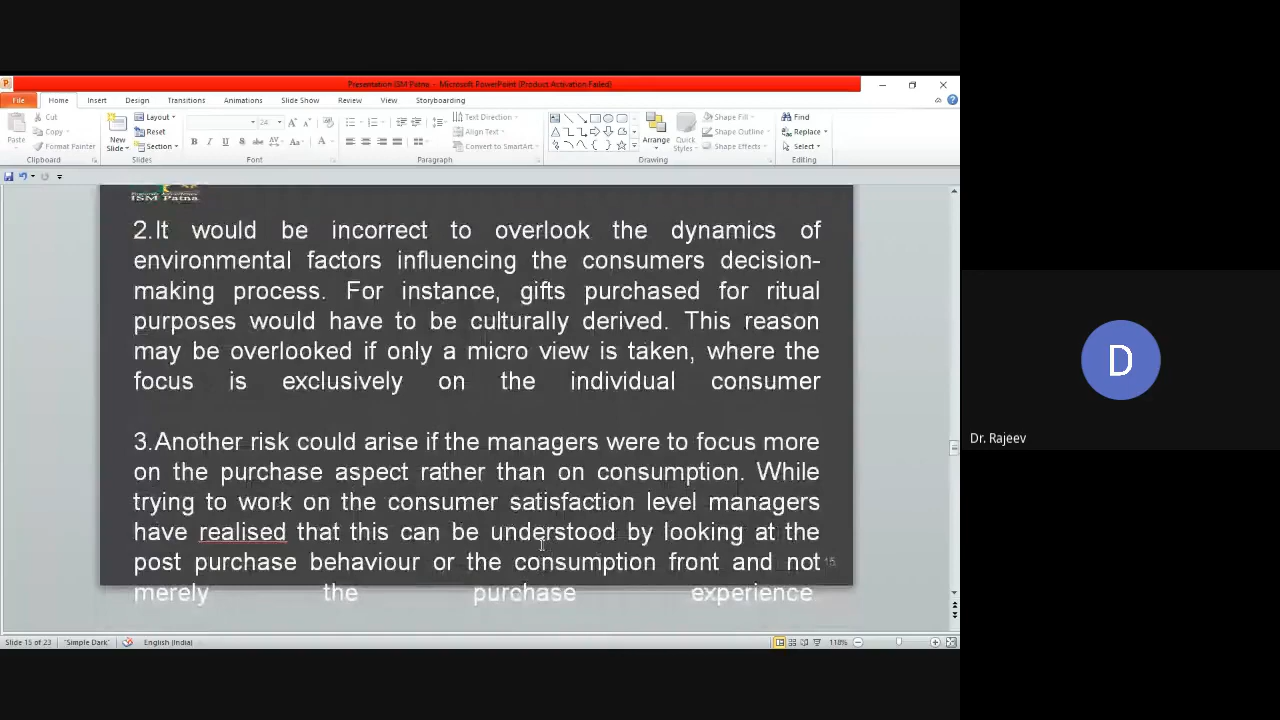 Presentation ISM Patna - Microsoft PowerPoint (Product Activation Failed)
File Home Insert Design Transitions Animations Slide Show Review View Storyboarding
Paste Cut Copy Format Painter Clipboard
New Slide Layout Reset Section Slides
24 Font
Text Direction Align Text Convert to SmartArt Paragraph
Arrange Quick Styles Shape Fill Shape Outline Shape Effects Drawing
Find Replace Select Editing
ISM Patna
2.It would be incorrect to overlook the dynamics of
environmental factors influencing the consumers decision-
making process. For instance, gifts purchased for ritual
purposes would have to be culturally derived. This reason
may be overlooked if only a micro view is taken, where the
focus is exclusively on the individual consumer
3.Another risk could arise if the managers were to focus more
on the purchase aspect rather than on consumption. While
trying to work on the consumer satisfaction level managers
have realised that this can be understood by looking at the
post purchase behaviour or the consumption front and not
merely the purchase experience
15
Slide 15 of 23 "Simple Dark" English (India) 118%
D
Dr. Rajeev